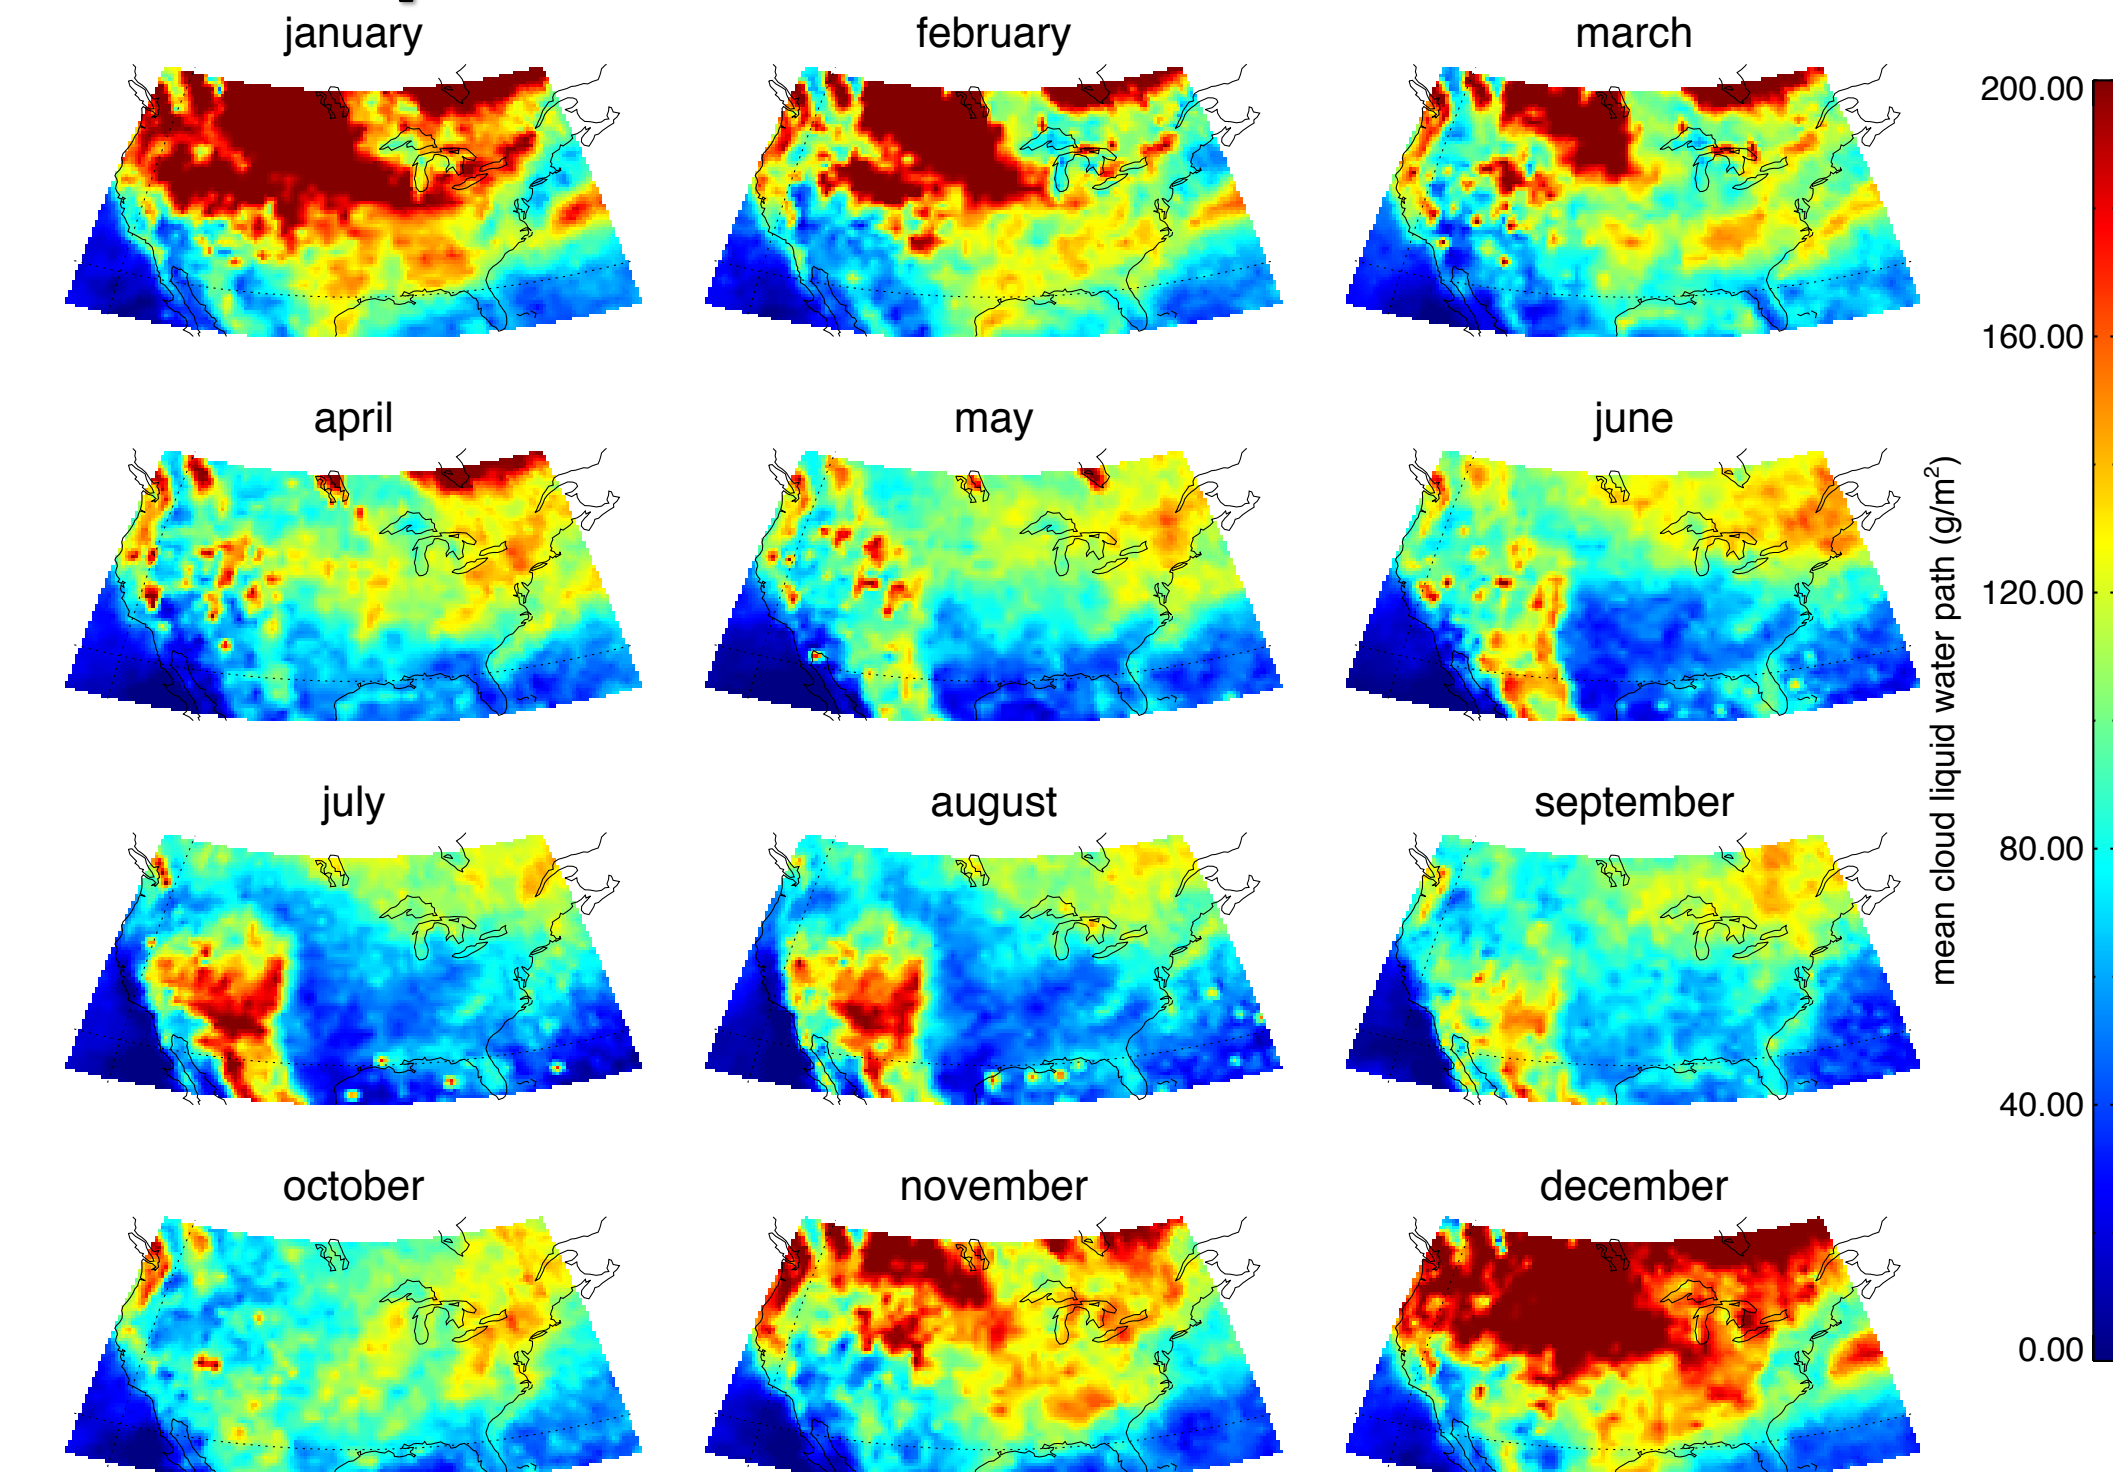 january
february
march
april
may
june
july
august
september
october
november
december
200.00
160.00
120.00
80.00
40.00
0.00
mean cloud liquid water path (g/m²)